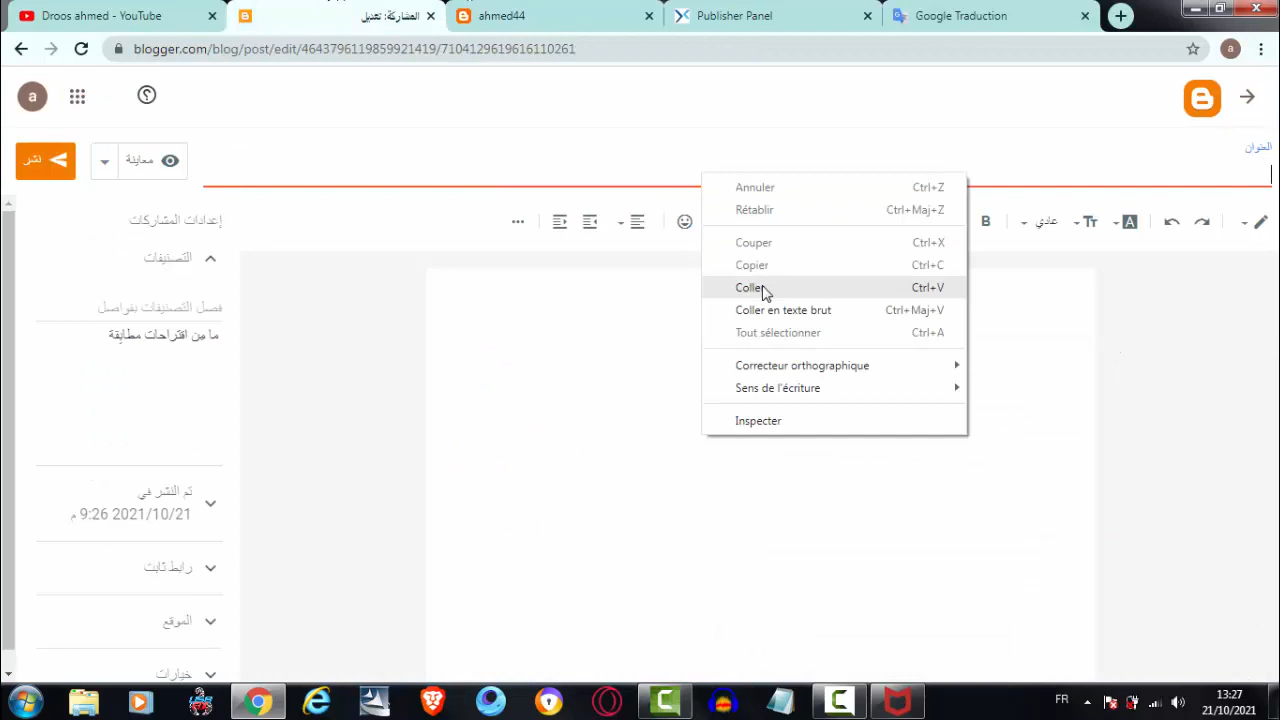 Droos ahmed - YouTube
المشاركة: تعديل
ahmed44
Publisher Panel
Google Traduction
blogger.com/blog/post/edit/4643796119859921419/7104129619616110261
a
a
العنوان
نشر
معاينة
إعدادات المشاركات
التصنيفات
فصل التصنيفات بفواصل
ما من اقتراحات مطابقة
تم النشر في
2021/10/21 9:26 م
رابط ثابت
الموقع
خيارات
B
عادي
Annuler Ctrl+Z
Rétablir Ctrl+Maj+Z
Couper Ctrl+X
Copier Ctrl+C
Coller Ctrl+V
Coller en texte brut Ctrl+Maj+V
Tout sélectionner Ctrl+A
Correcteur orthographique
Sens de l'écriture
Inspecter
FR
13:27
21/10/2021